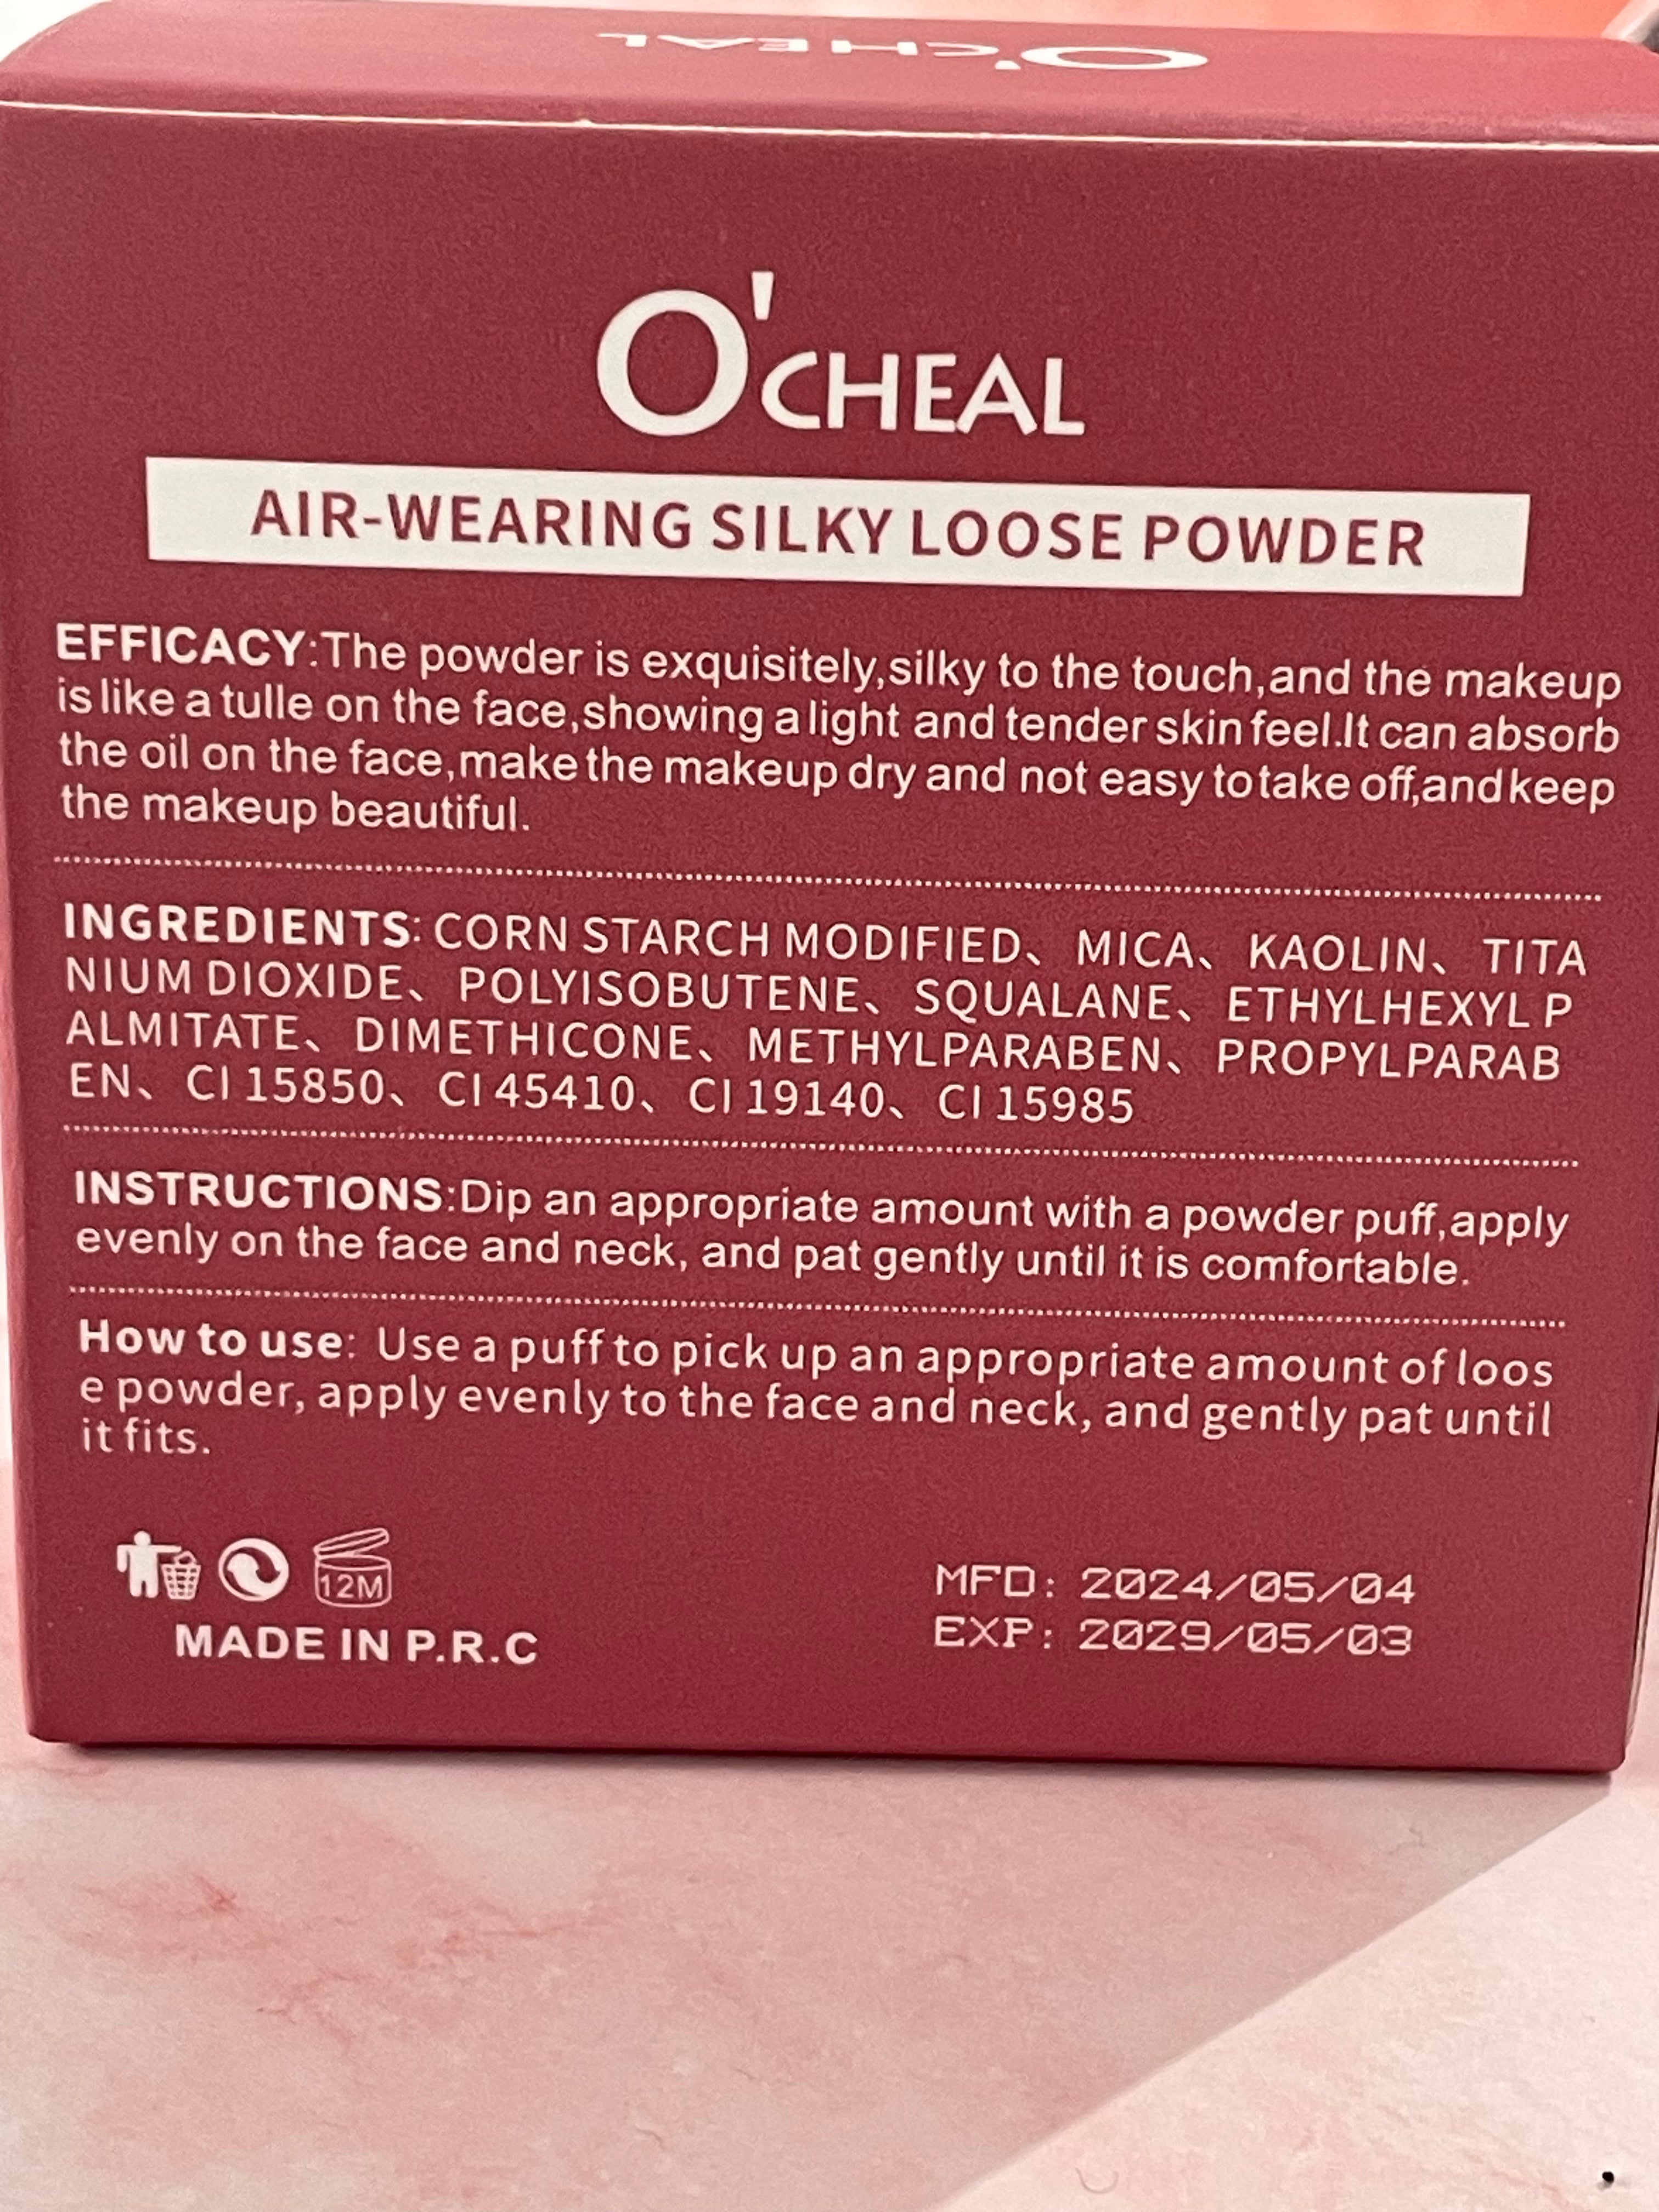 O'CHEAL
O'CHEAL
AIR-WEARING SILKY LOOSE POWDER
EFFICACY:The powder is exquisitely,silky to the touch,and the makeup
is like a tulle on the face,showing a light and tender skin feel.It can absorb
the oil on the face,make the makeup dry and not easy to take off,and keep
the makeup beautiful.
INGREDIENTS: CORN STARCH MODIFIED、 MICA、 KAOLIN、 TITA
NIUM DIOXIDE、 POLYISOBUTENE、 SQUALANE、 ETHYLHEXYL P
ALMITATE、 DIMETHICONE、 METHYLPARABEN、 PROPYLPARAB
EN、 CI 15850、 CI 45410、 CI 19140、 CI 15985
INSTRUCTIONS:Dip an appropriate amount with a powder puff,apply
evenly on the face and neck, and pat gently until it is comfortable.
How to use: Use a puff to pick up an appropriate amount of loos
e powder, apply evenly to the face and neck, and gently pat until
it fits.
12M
MADE IN P.R.C
MFD: 2024/05/04
EXP: 2029/05/03